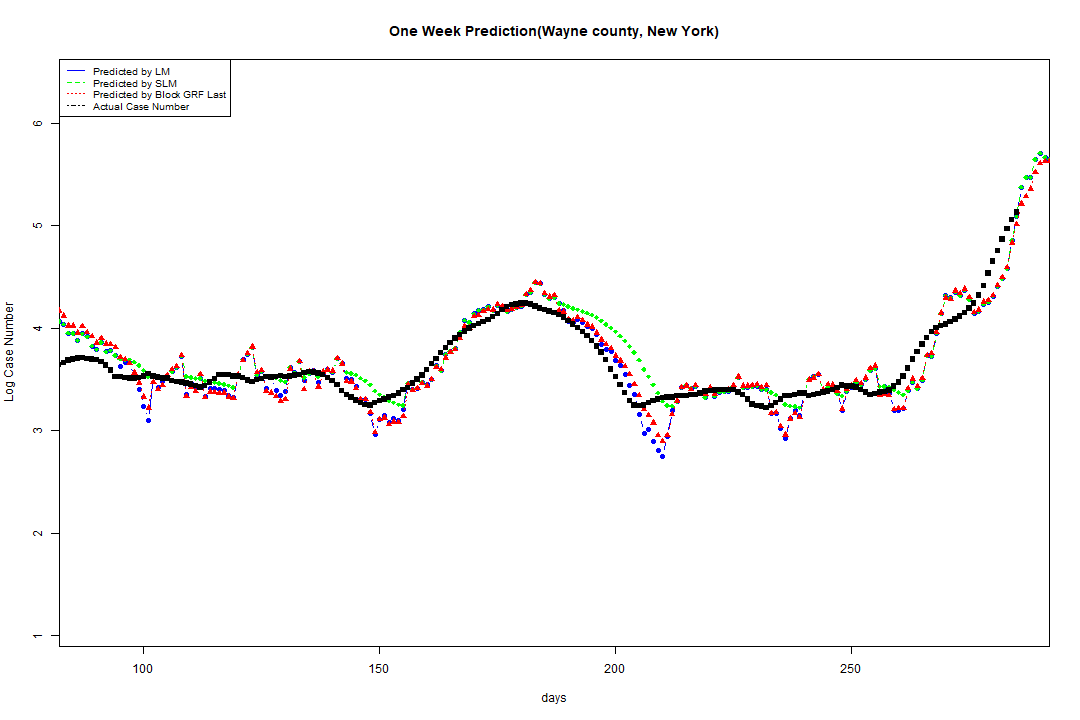 One Week Prediction(Wayne county, New York)
Predicted by LM
Predicted by SLM
Predicted by Block GRF Last
Actual Case Number
6
5
4
3
2
1
Log Case Number
100 150 200 250
days